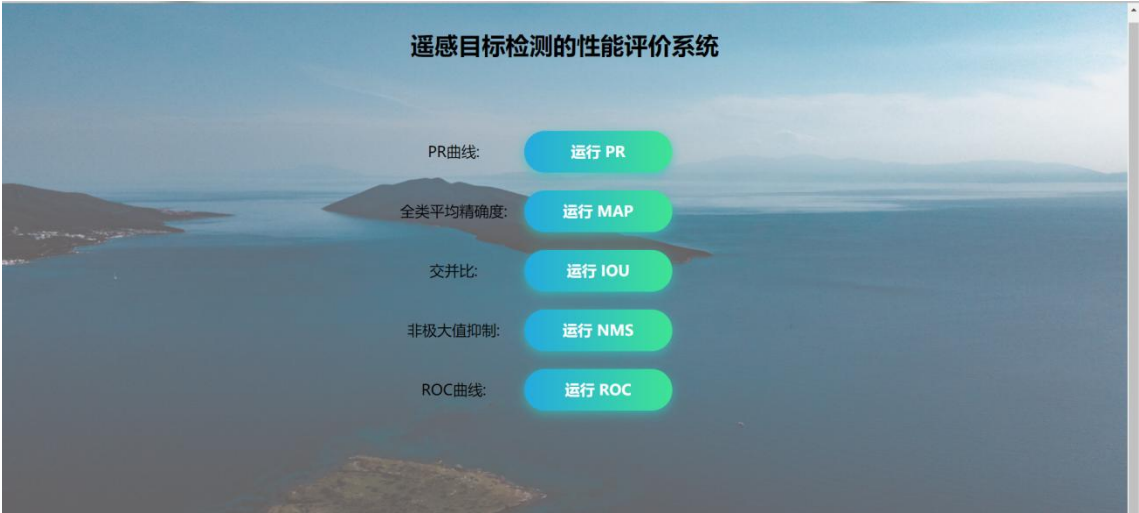 遥感目标检测的性能评价系统
PR曲线: 运行 PR
全类平均精确度: 运行 MAP
交并比: 运行 IOU
非极大值抑制: 运行 NMS
ROC曲线: 运行 ROC